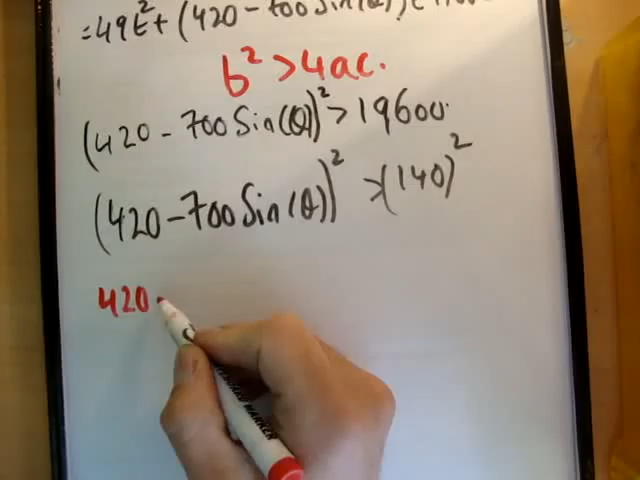 = 49t² + (420 - 700 Sin(θ)) t
b² > 4ac.
(420 - 700 Sin(θ))² > 19600.
(420 - 700 Sin(θ))² > (140)²
420